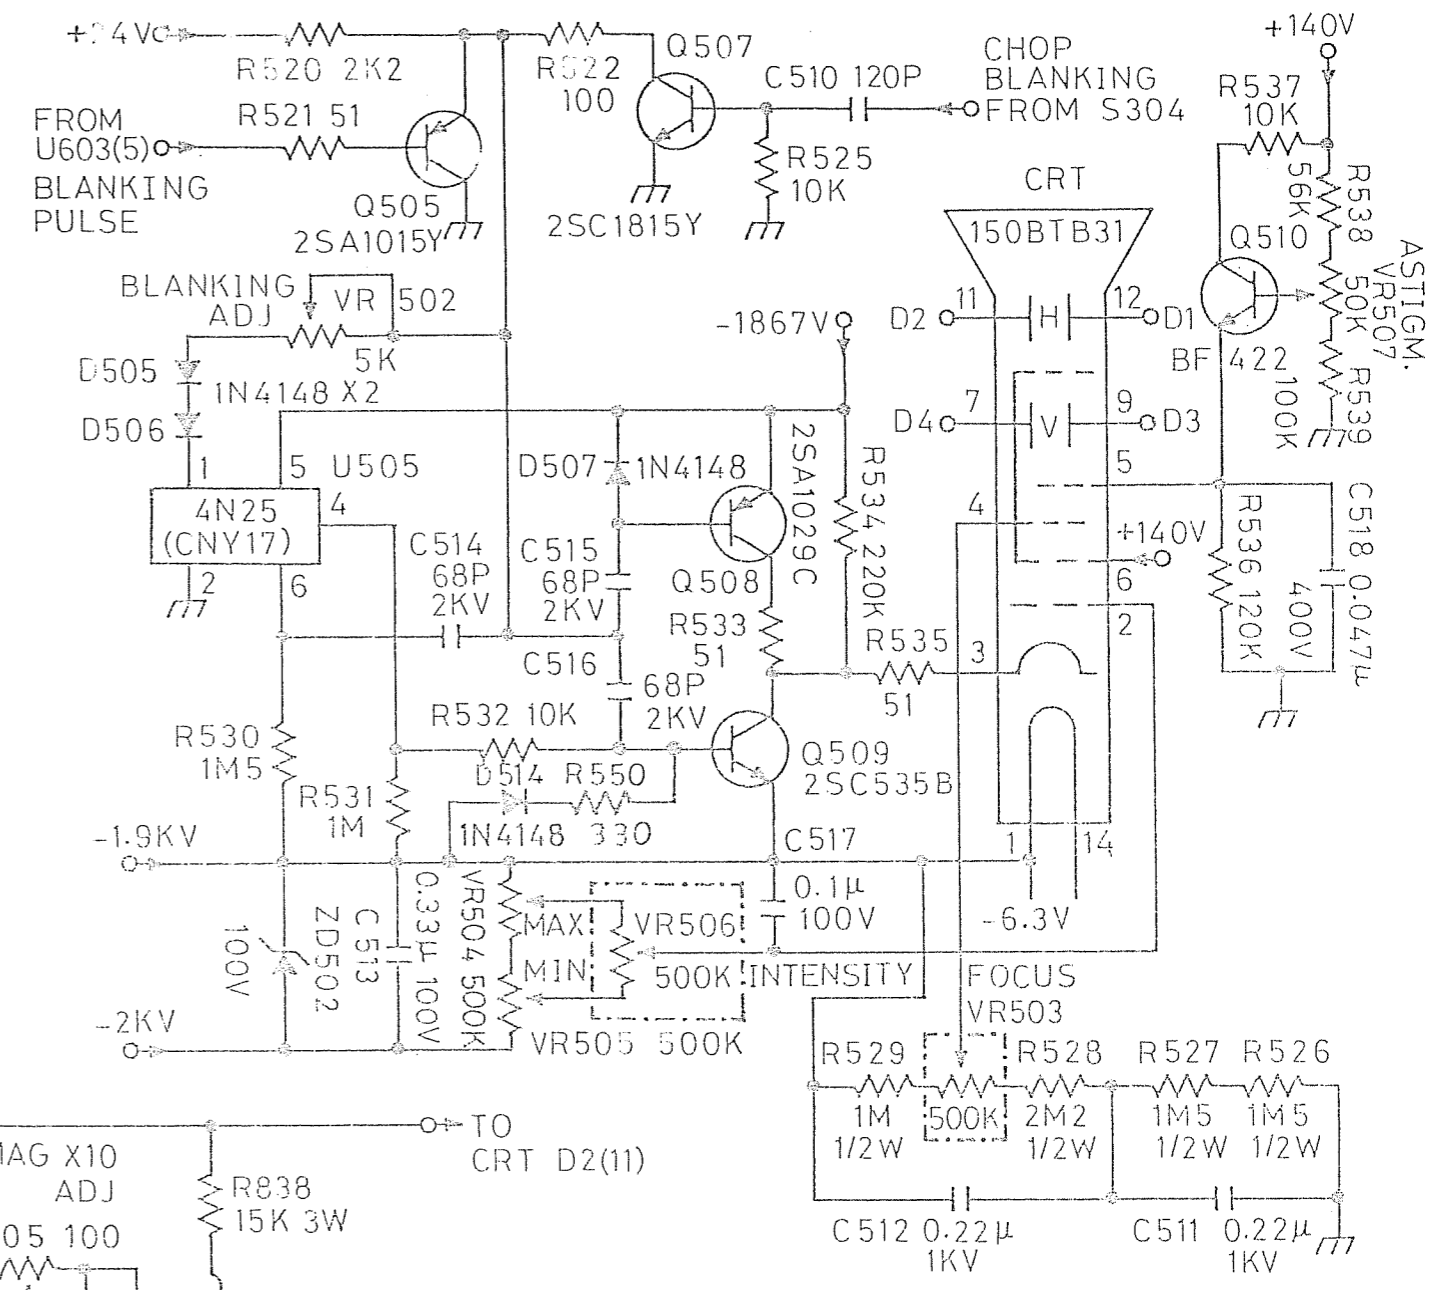 +24V
R520 2K2
R522
100
Q507
C510 120P
CHOP
BLANKING
FROM S304
+140V
R537
10K
FROM
U603(5)
BLANKING
PULSE
R521 51
Q505
2SA1015Y
2SC1815Y
R525
10K
CRT
150BTB31
R538
56K
Q510
ASTIGM.
VR507
50K
BLANKING
ADJ
VR 502
5K
-1867V
D2
11
H
12
D1
BF 422
R539
100K
D505
1N4148 X2
D506
D4
7
V
9
D3
1
5
U505
4N25
(CNY17)
4
2
6
D507
1N4148
2SA1029C
Q508
R534 220K
4
5
+140V
6
2
R536 120K
C518 0.047µ
400V
C514
68P
2KV
C515
68P
2KV
R533
51
C516
68P
2KV
R535
51
3
R530
1M5
R532 10K
R531
1M
D514
1N4148
R550
330
Q509
2SC535B
-1.9KV
1
14
-6.3V
C517
0.1µ
100V
100V
ZD502
C513
0.33µ 100V
VR504 500K
MAX
MIN
VR506
500K
INTENSITY
FOCUS
VR503
-2KV
VR505 500K
R529
1M
1/2W
500K
R528
2M2
1/2W
R527
1M5
1/2W
R526
1M5
1/2W
C512 0.22µ
1KV
C511 0.22µ
1KV
TO
CRT D2(11)
MAG X10
ADJ
R838
15K 3W
05 100